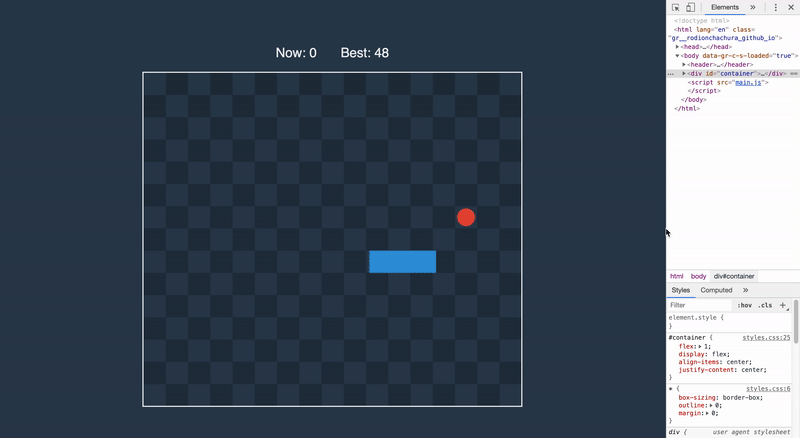 Now: 0 Best: 48
Elements
<!doctype html>
<html lang="en" class=
"gr__rodionchachura_github_io">
<head>…</head>
<body data-gr-c-s-loaded="true">
<header>…</header>
<div id="container">…</div> ==
<script src="main.js">
</script>
</body>
</html>
html body div#container
Styles Computed
Filter :hov .cls +
element.style {
}
#container { styles.css:25
flex: 1;
display: flex;
align-items: center;
justify-content: center;
}
* { styles.css:6
box-sizing: border-box;
outline: 0;
margin: 0;
}
div { user agent stylesheet